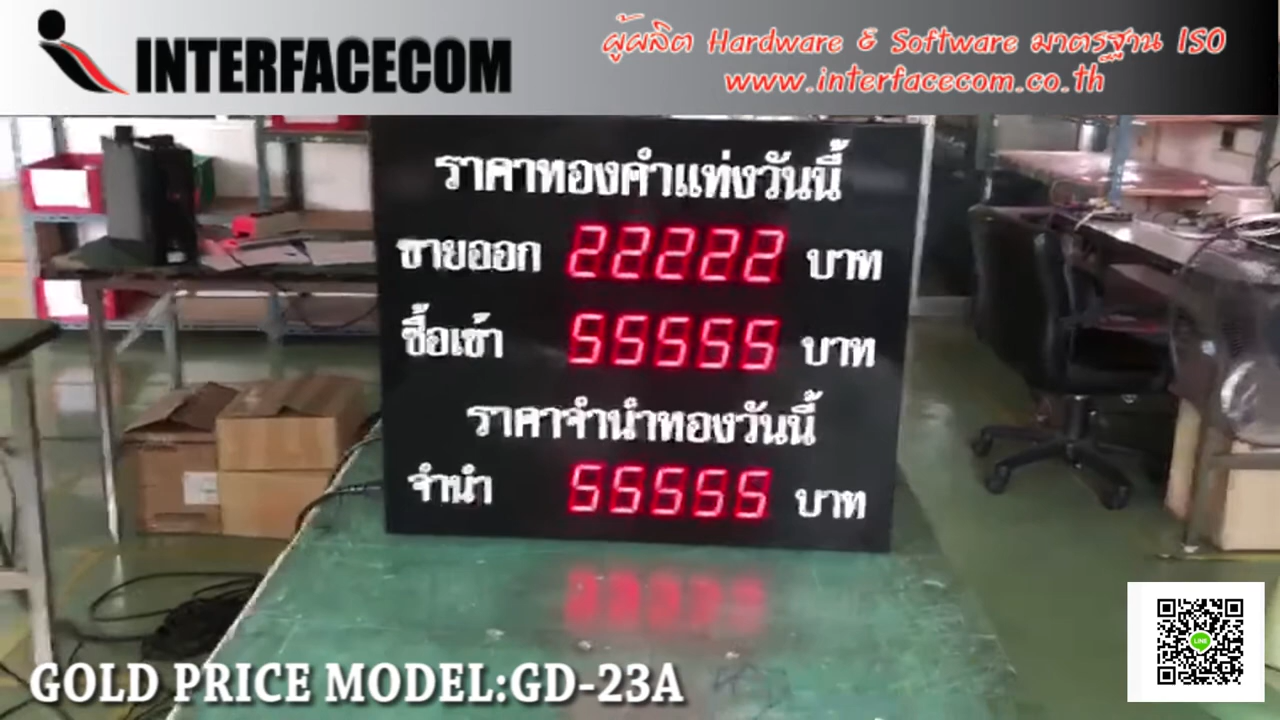 INTERFACECOM
ผู้ผลิต Hardware & Software มาตรฐาน ISO
www.interfacecom.co.th
ราคาทองคำแท่งวันนี้
ขายออก 22222 บาท
ซื้อเข้า 55555 บาท
ราคาจำนำทองวันนี้
จำนำ 55555 บาท
GOLD PRICE MODEL:GD-23A
LINE